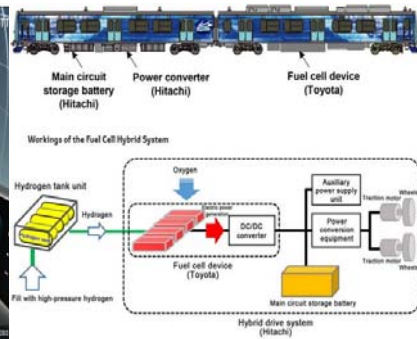 Main circuit
storage battery
(Hitachi)
Power converter
(Hitachi)
Fuel cell device
(Toyota)
Workings of the Fuel Cell Hybrid System
Oxygen
Hydrogen tank unit
Hydrogen
Electric power
generation
DC/DC
converter
Auxiliary
power supply
unit
Power
conversion
equipment
Traction motor
Wheels
Traction motor
Wheels
Fuel cell device
(Toyota)
Fill with high-pressure hydrogen
Main circuit storage battery
Hybrid drive system
(Hitachi)